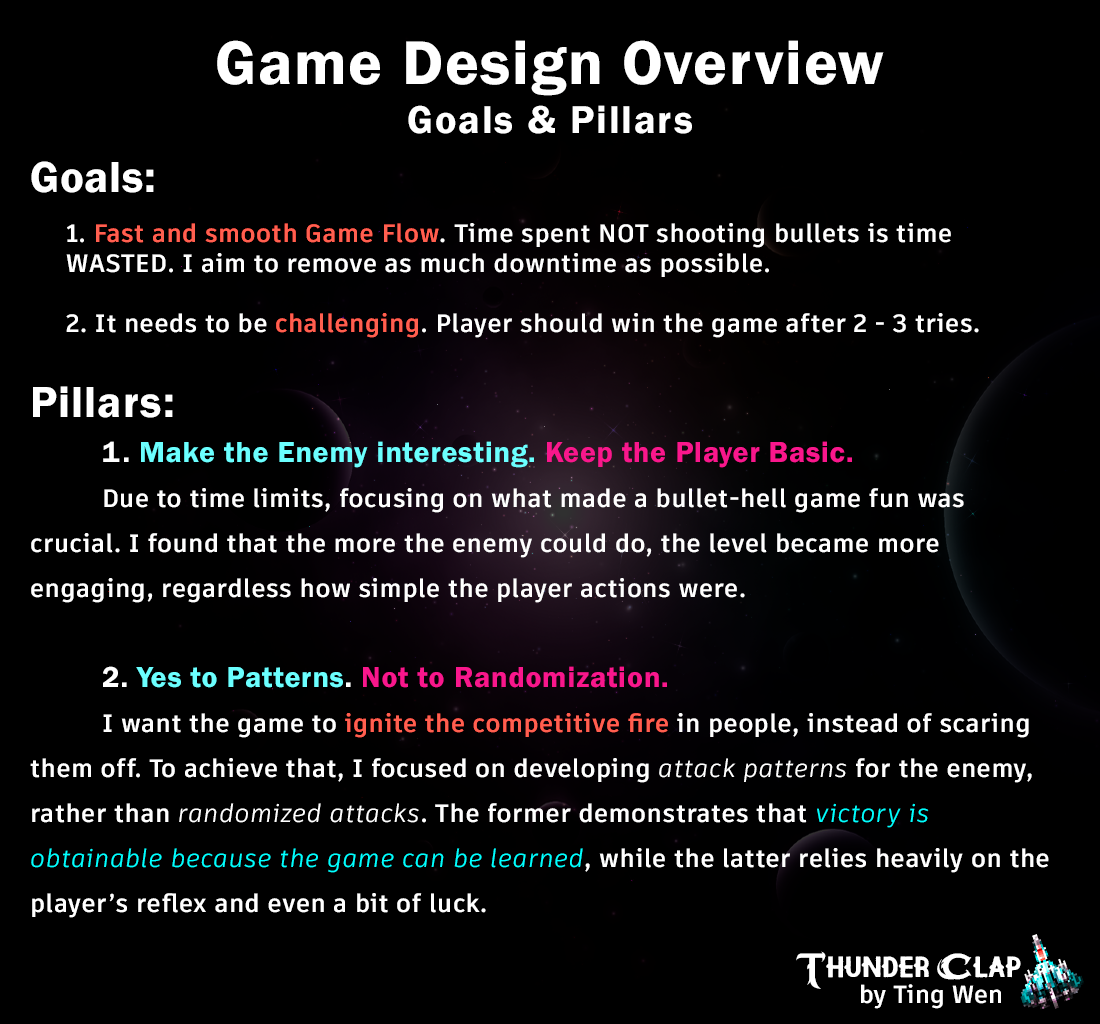 Game Design Overview
Goals & Pillars
Goals:
1. Fast and smooth Game Flow. Time spent NOT shooting bullets is time
WASTED. I aim to remove as much downtime as possible.
2. It needs to be challenging. Player should win the game after 2 - 3 tries.
Pillars:
1. Make the Enemy interesting. Keep the Player Basic.
Due to time limits, focusing on what made a bullet-hell game fun was
crucial. I found that the more the enemy could do, the level became more
engaging, regardless how simple the player actions were.
2. Yes to Patterns. Not to Randomization.
I want the game to ignite the competitive fire in people, instead of scaring
them off. To achieve that, I focused on developing attack patterns for the enemy,
rather than randomized attacks. The former demonstrates that victory is
obtainable because the game can be learned, while the latter relies heavily on the
player’s reflex and even a bit of luck.
THUNDER CLAP
by Ting Wen